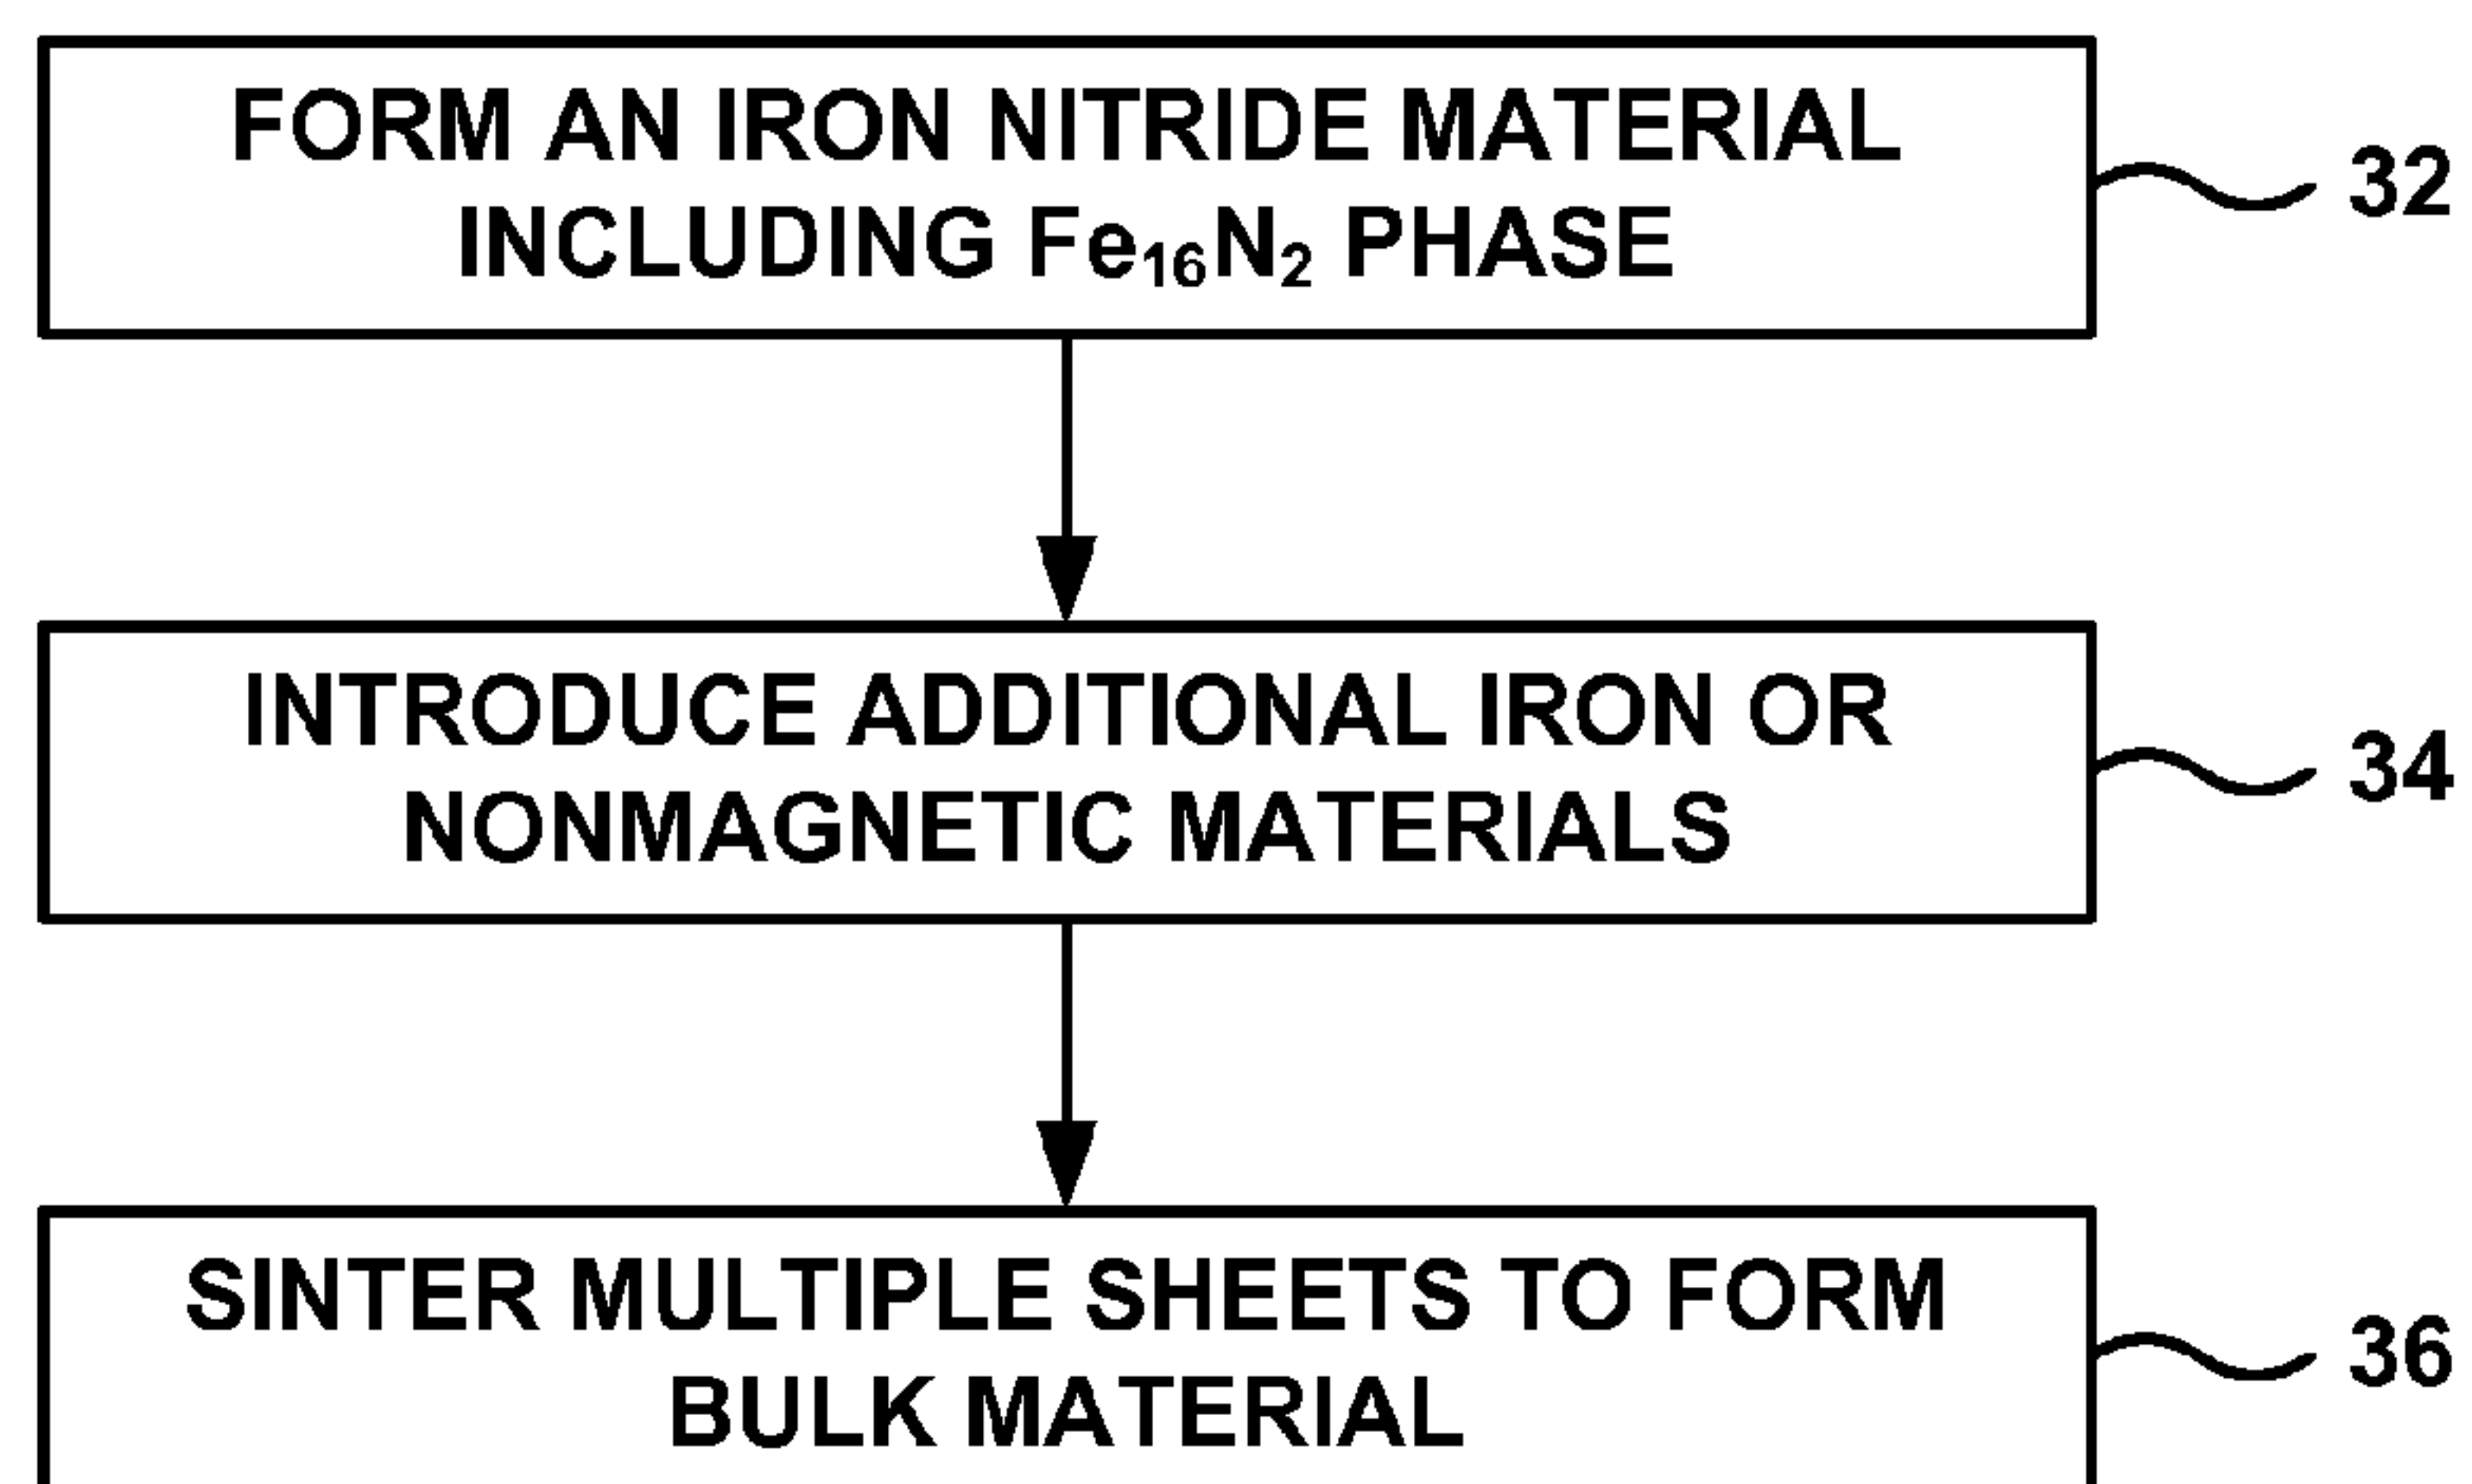 FORM AN IRON NITRIDE MATERIAL
INCLUDING Fe₁₆N₂ PHASE
32
INTRODUCE ADDITIONAL IRON OR
NONMAGNETIC MATERIALS
34
SINTER MULTIPLE SHEETS TO FORM
BULK MATERIAL
36